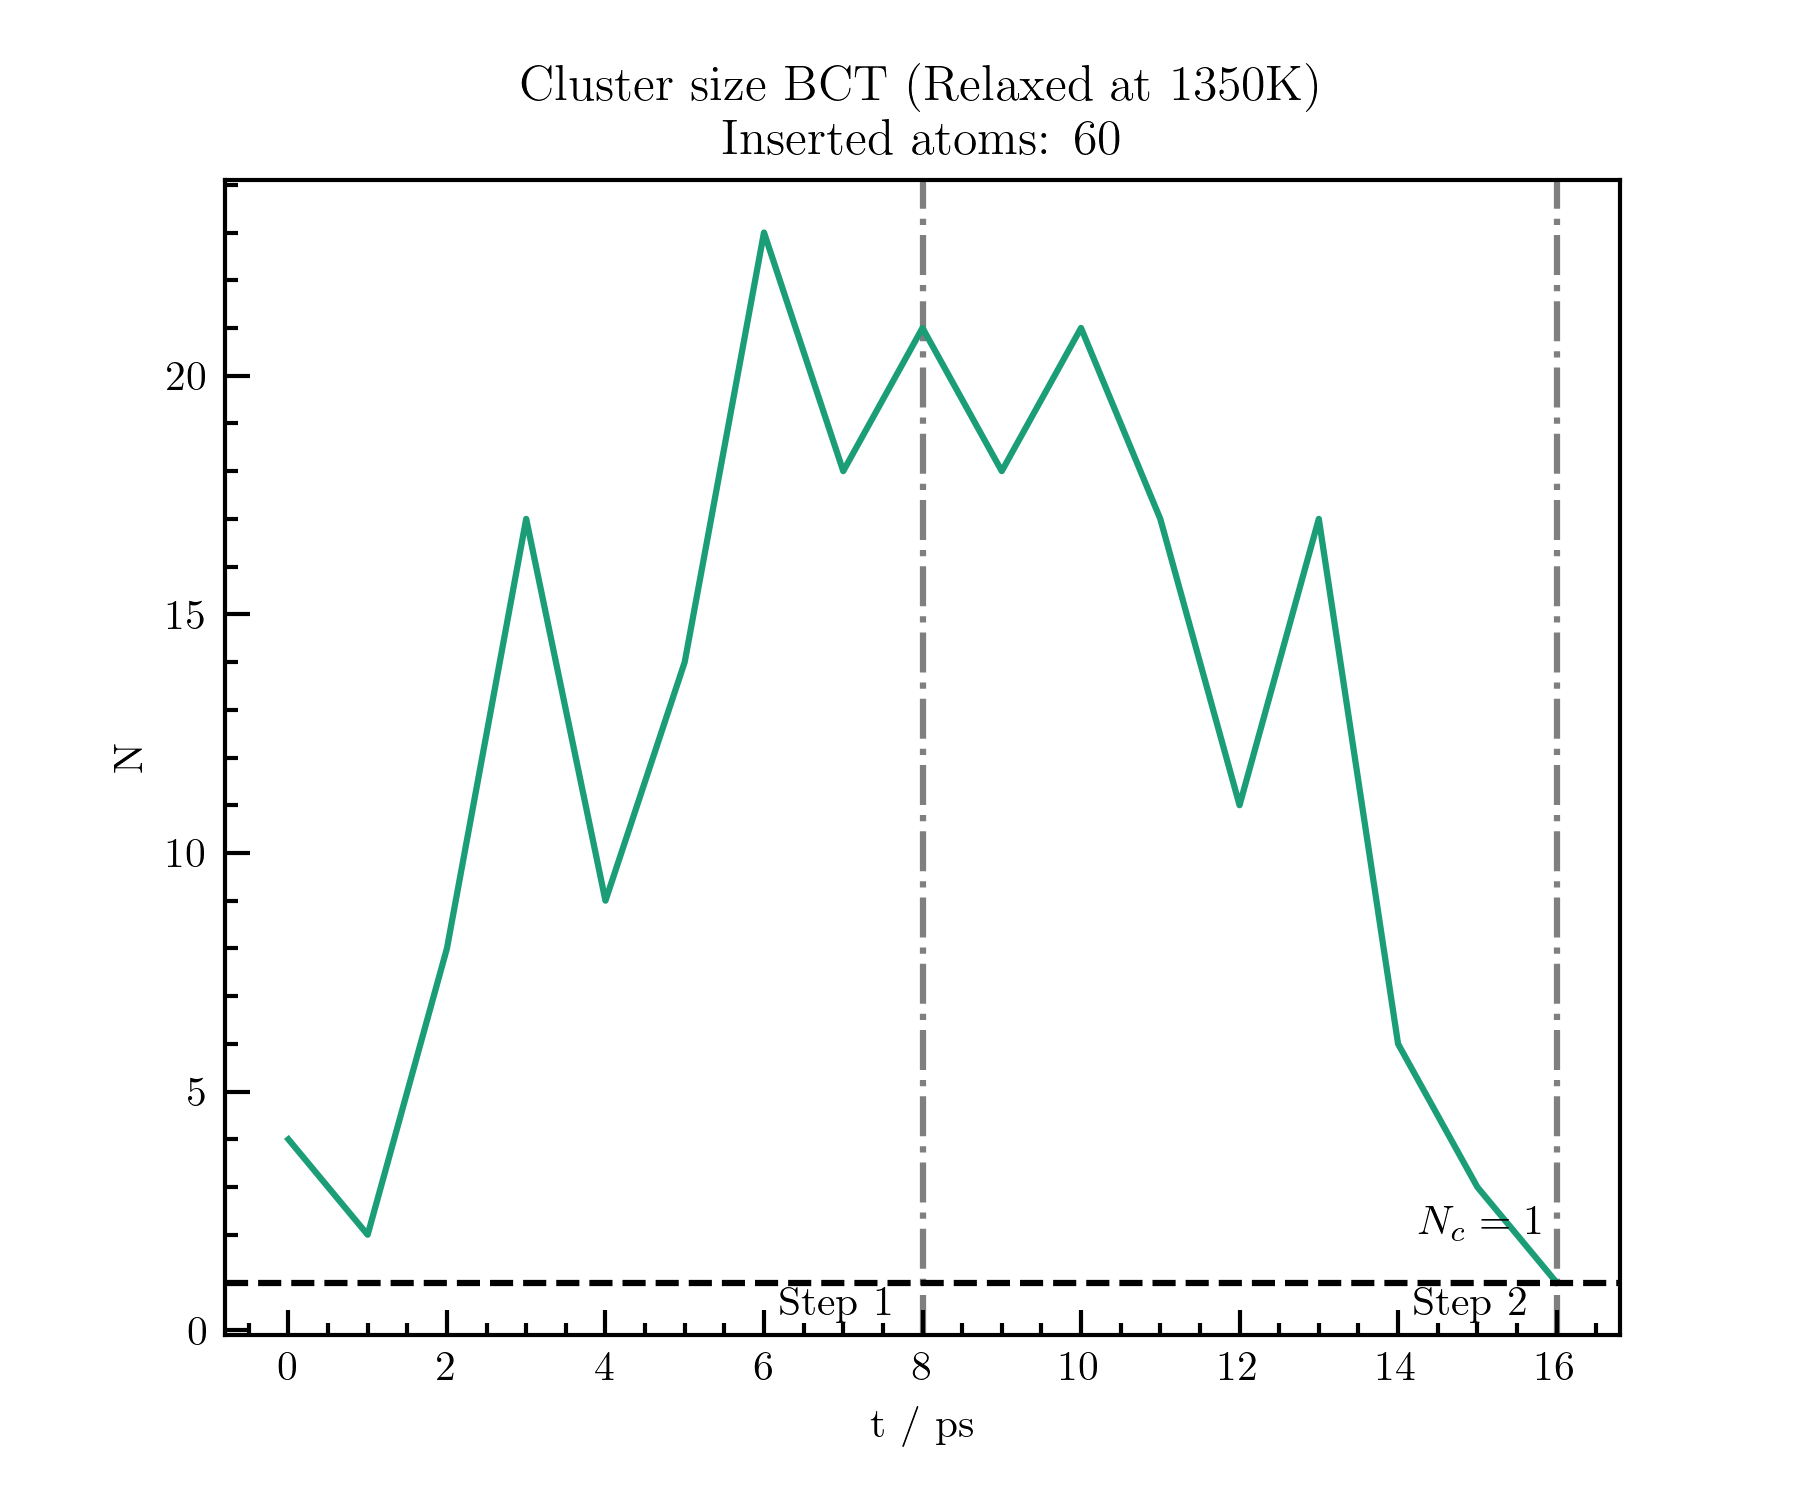 Cluster size BCT (Relaxed at 1350K)
Inserted atoms: 60
20
15
10
5
0
N
N_c = 1
Step 1
Step 2
0 2 4 6 8 10 12 14 16
t / ps